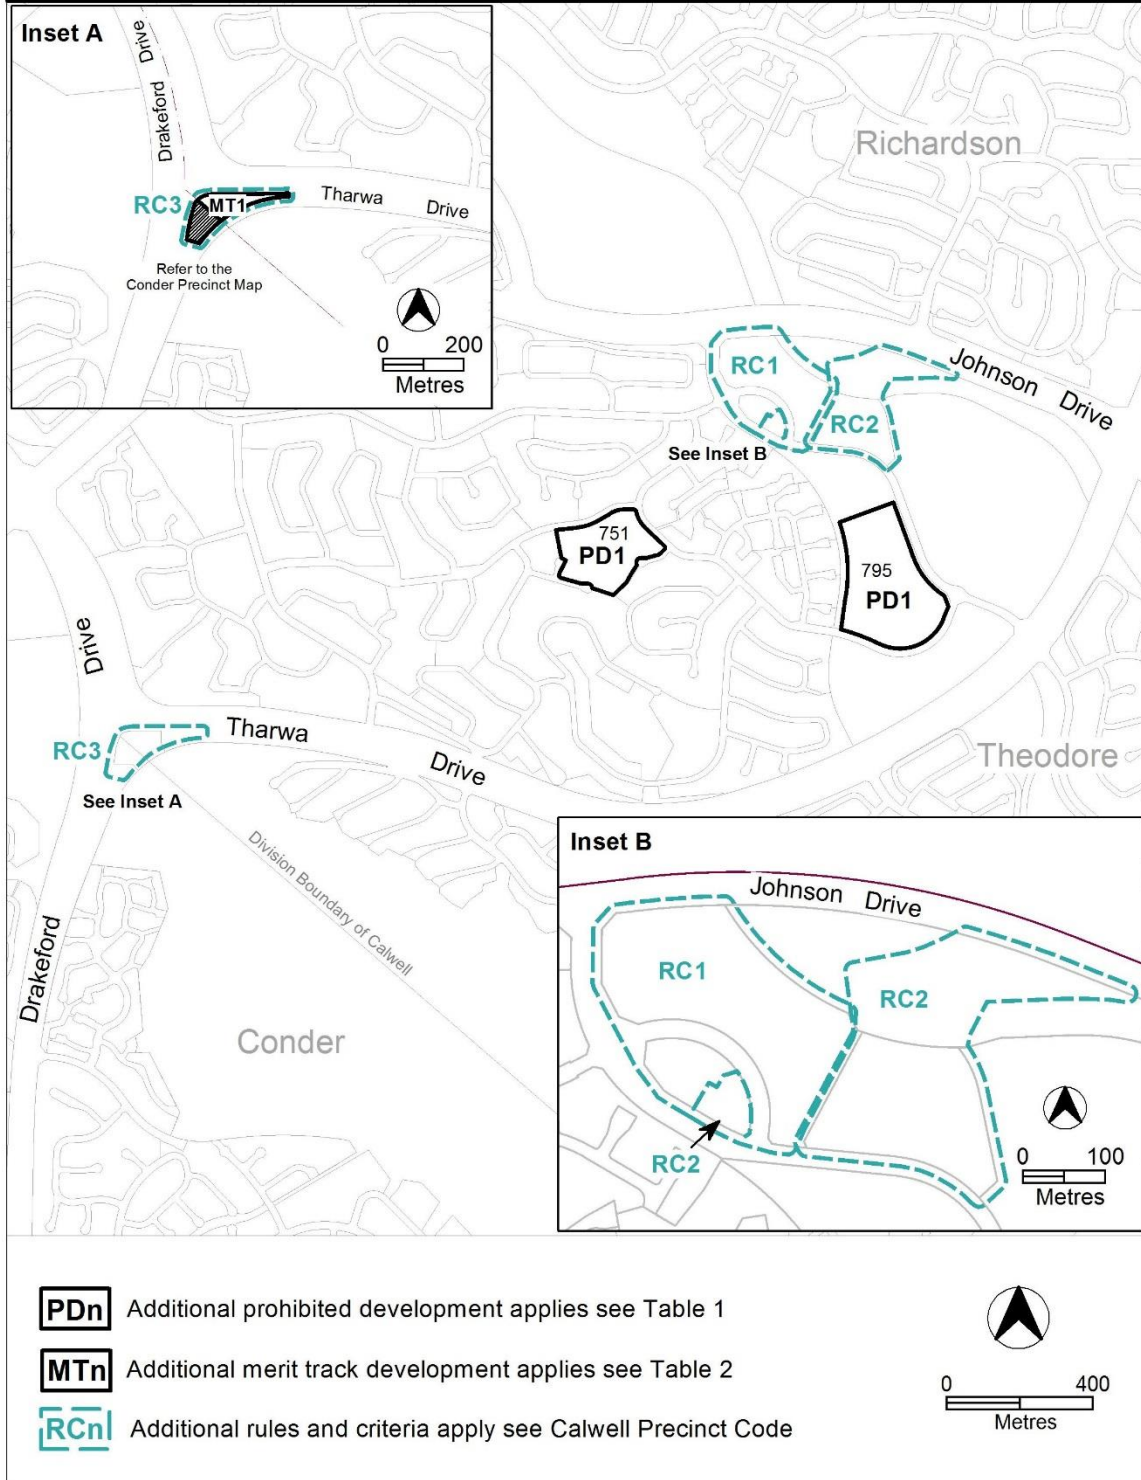 Inset A
Drakeford Drive
RC3
MT1
Tharwa Drive
Refer to the
Conder Precinct Map
0 200
Metres
Richardson
RC1
Johnson Drive
RC2
See Inset B
751
PD1
795
PD1
Drive
Tharwa Drive
RC3
See Inset A
Theodore
Division Boundary of Calwell
Drakeford
Conder
Inset B
Johnson Drive
RC1
RC2
RC2
0 100
Metres
PDn Additional prohibited development applies see Table 1
MTn Additional merit track development applies see Table 2
RCn Additional rules and criteria apply see Calwell Precinct Code
0 400
Metres